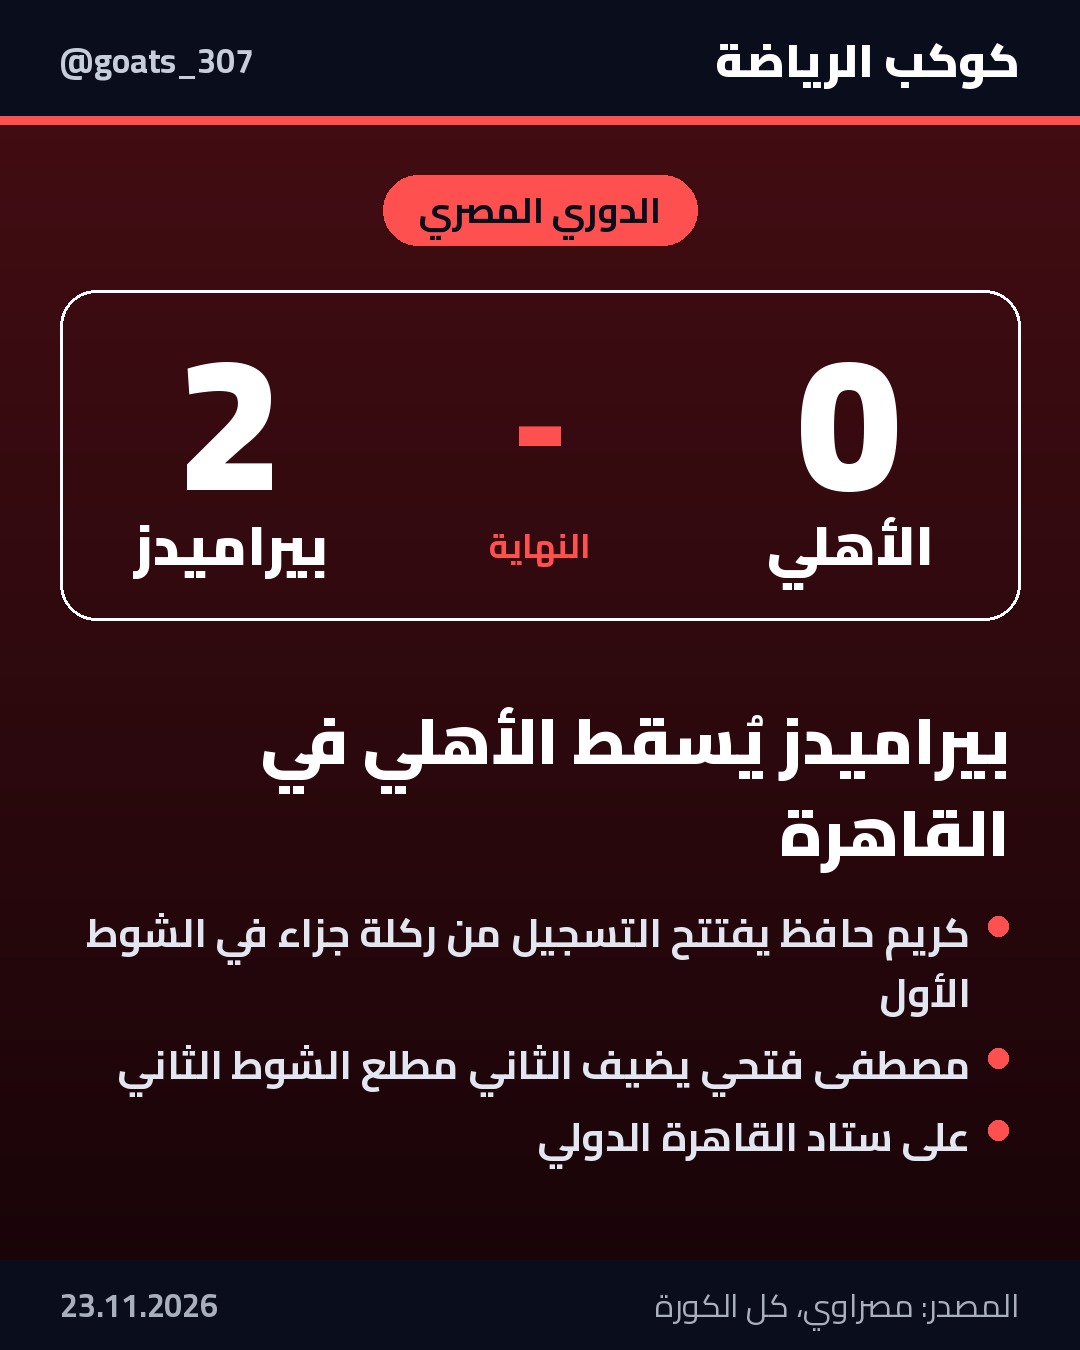 كوكب الرياضة
@goats_307
الدوري المصري
0 - 2
الأهلي النهاية بيراميدز
بيراميدز يُسقط الأهلي في
القاهرة
كريم حافظ يفتتح التسجيل من ركلة جزاء في الشوط
الأول
مصطفى فتحي يضيف الثاني مطلع الشوط الثاني
على ستاد القاهرة الدولي
المصدر: مصراوي، كل الكورة
23.11.2026